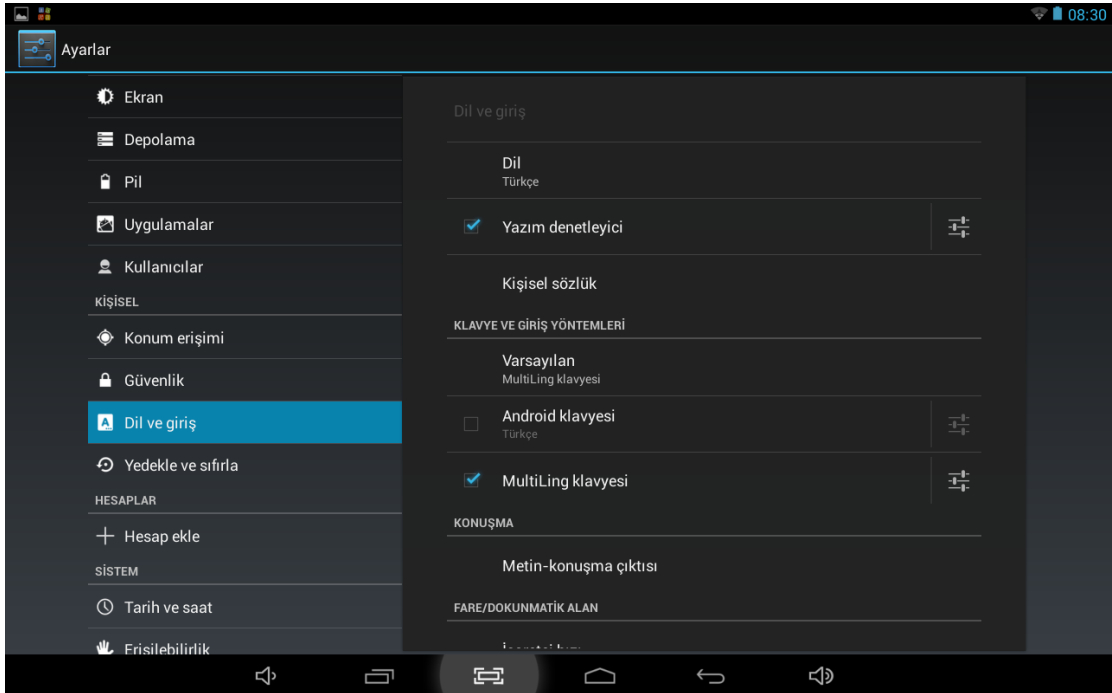 08:30
Ayarlar
Ekran
Depolama
Pil
Uygulamalar
Kullanıcılar
KİŞİSEL
Konum erişimi
Güvenlik
Dil ve giriş
Yedekle ve sıfırla
HESAPLAR
Hesap ekle
SİSTEM
Tarih ve saat
Erişilebilirlik
Dil ve giriş
Dil
Türkçe
Yazım denetleyici
Kişisel sözlük
KLAVYE VE GİRİŞ YÖNTEMLERİ
Varsayılan
MultiLing klavyesi
Android klavyesi
Türkçe
MultiLing klavyesi
KONUŞMA
Metin-konuşma çıktısı
FARE/DOKUNMATİK ALAN